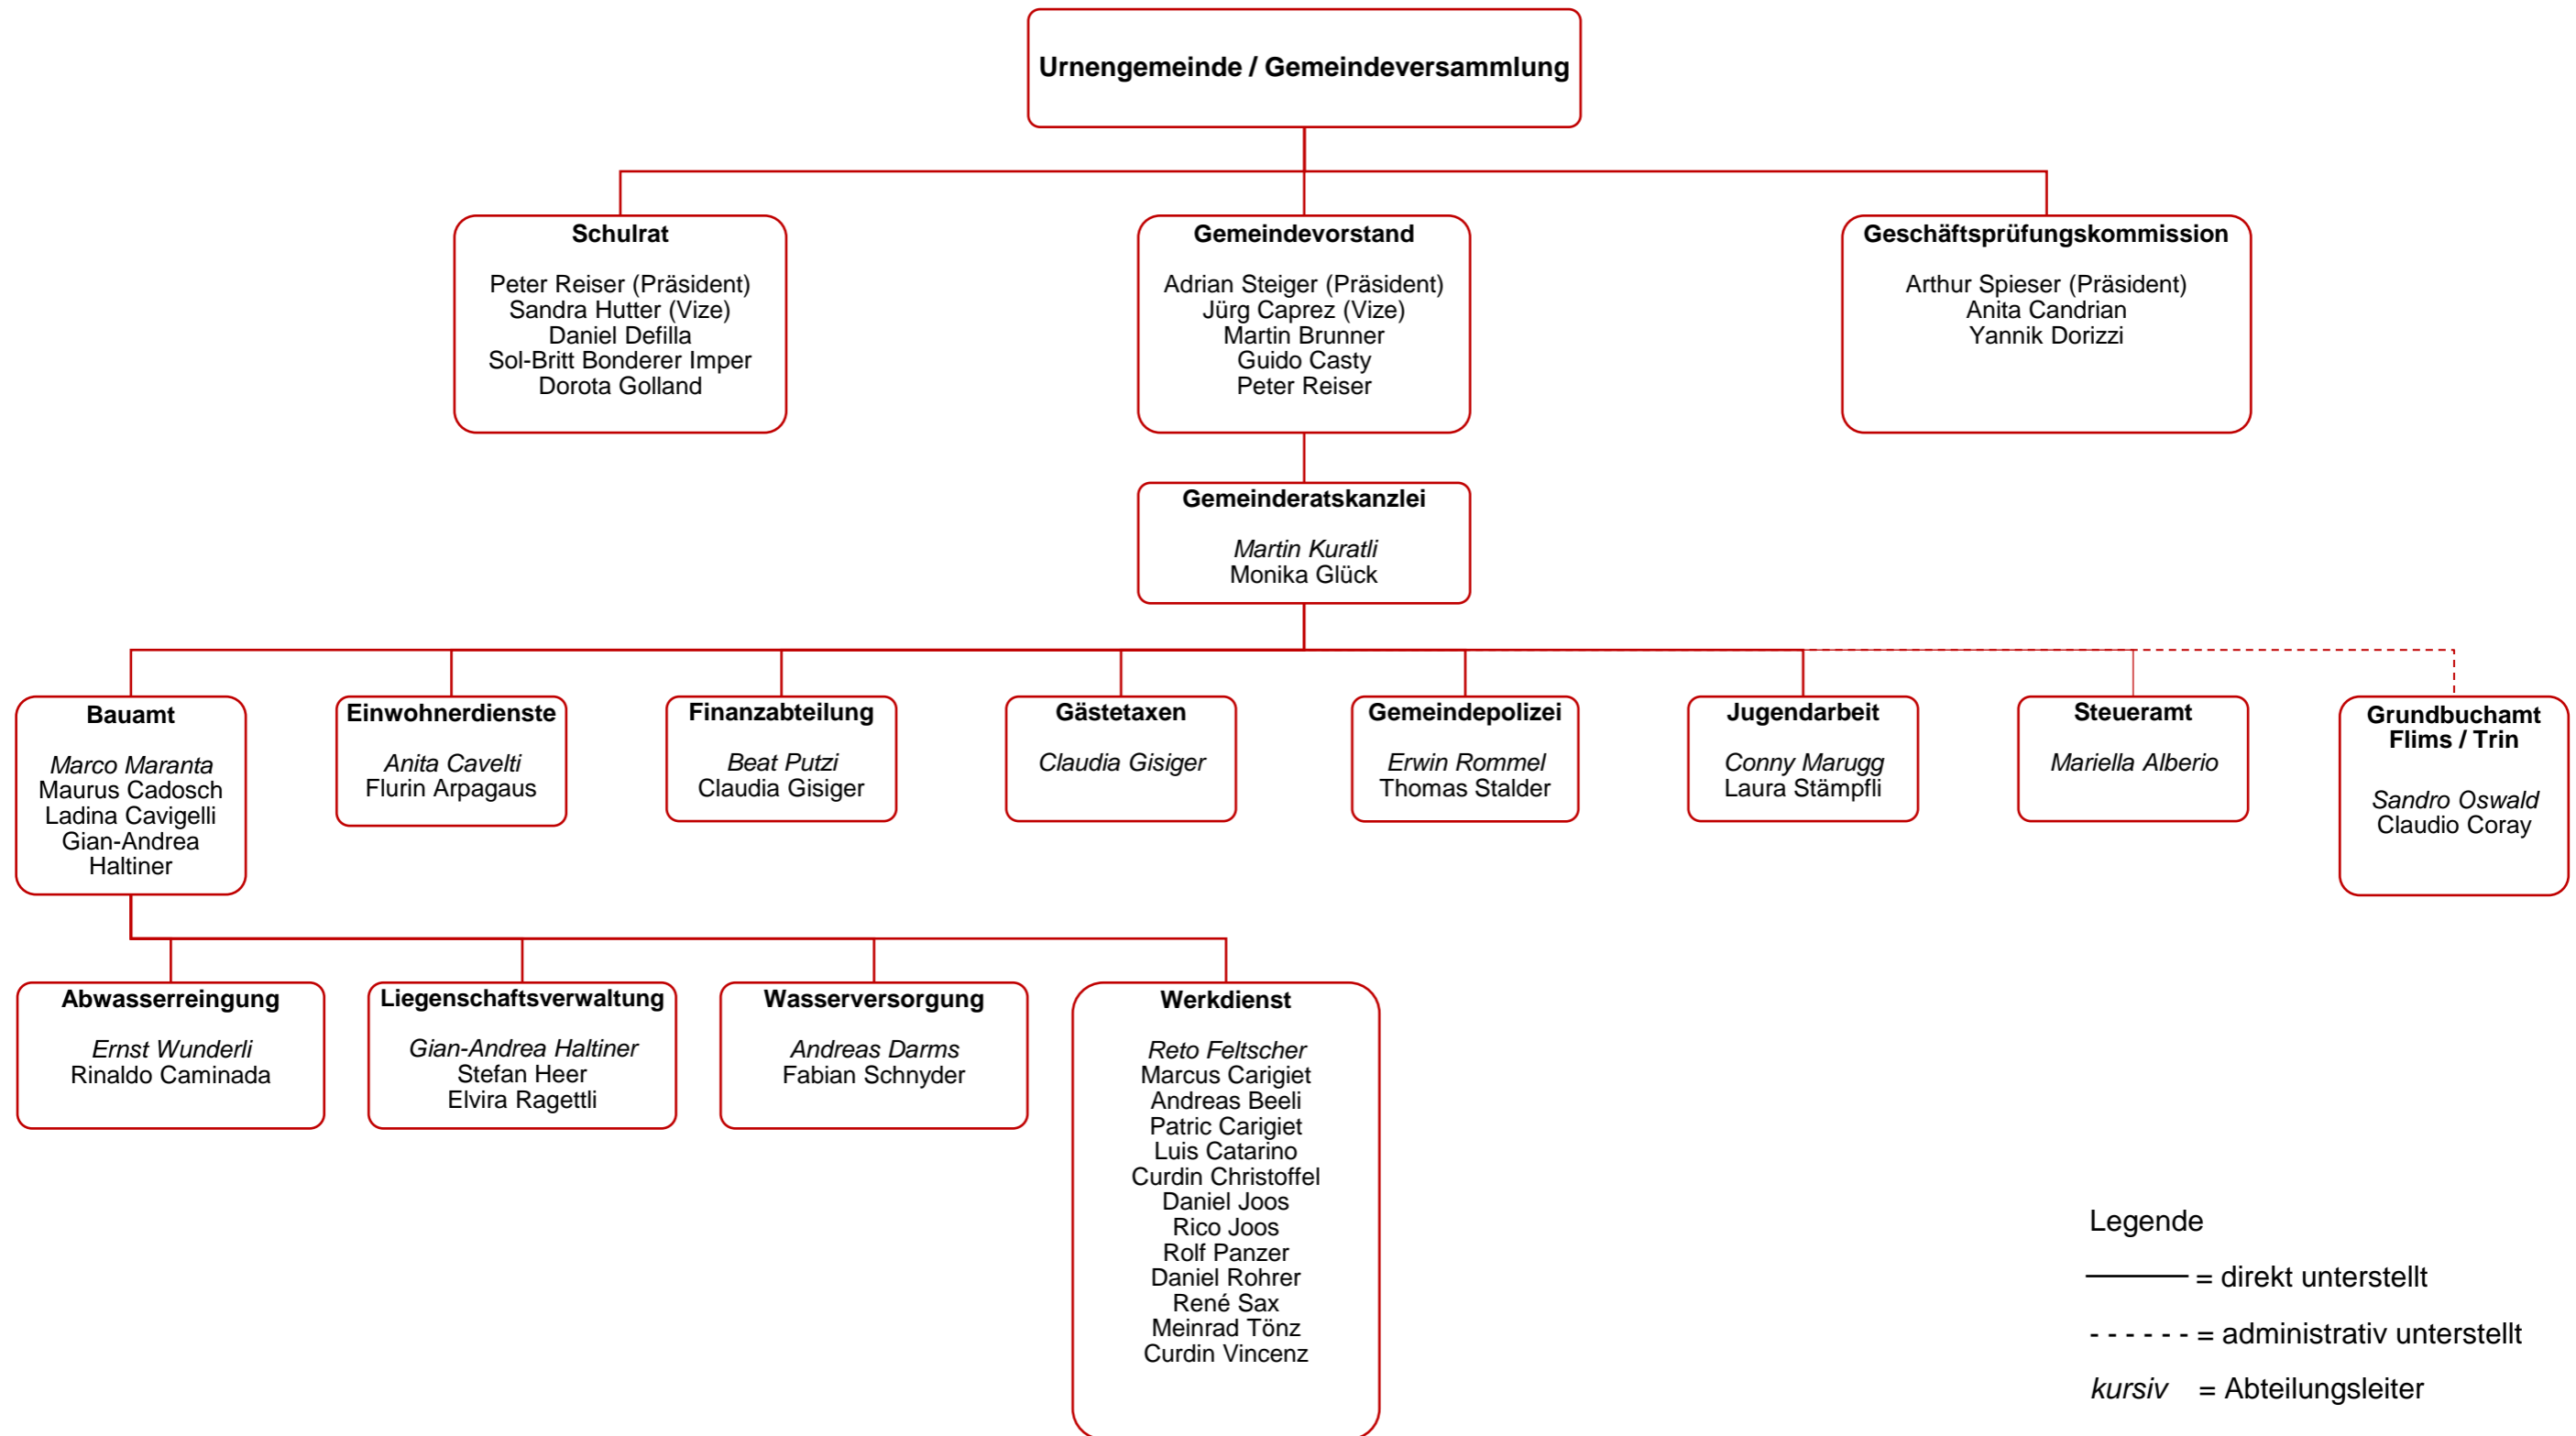 Urnengemeinde / Gemeindeversammlung
Schulrat
Peter Reiser (Präsident)
Sandra Hutter (Vize)
Daniel Defilla
Sol-Britt Bonderer Imper
Dorota Golland
Gemeindevorstand
Adrian Steiger (Präsident)
Jürg Caprez (Vize)
Martin Brunner
Guido Casty
Peter Reiser
Geschäftsprüfungskommission
Arthur Spieser (Präsident)
Anita Candrian
Yannik Dorizzi
Gemeinderatskanzlei
Martin Kuratli
Monika Glück
Bauamt
Marco Maranta
Maurus Cadosch
Ladina Cavigelli
Gian-Andrea
Haltiner
Einwohnerdienste
Anita Cavelti
Flurin Arpagaus
Finanzabteilung
Beat Putzi
Claudia Gisiger
Gästetaxen
Claudia Gisiger
Gemeindepolizei
Erwin Rommel
Thomas Stalder
Jugendarbeit
Conny Marugg
Laura Stämpfli
Steueramt
Mariella Alberio
Grundbuchamt
Flims / Trin
Sandro Oswald
Claudio Coray
Abwasserreingung
Ernst Wunderli
Rinaldo Caminada
Liegenschaftsverwaltung
Gian-Andrea Haltiner
Stefan Heer
Elvira Ragettli
Wasserversorgung
Andreas Darms
Fabian Schnyder
Werkdienst
Reto Feltscher
Marcus Carigiet
Andreas Beeli
Patric Carigiet
Luis Catarino
Curdin Christoffel
Daniel Joos
Rico Joos
Rolf Panzer
Daniel Rohrer
René Sax
Meinrad Tönz
Curdin Vincenz
Legende
= direkt unterstellt
- - - - - - = administrativ unterstellt
kursiv = Abteilungsleiter